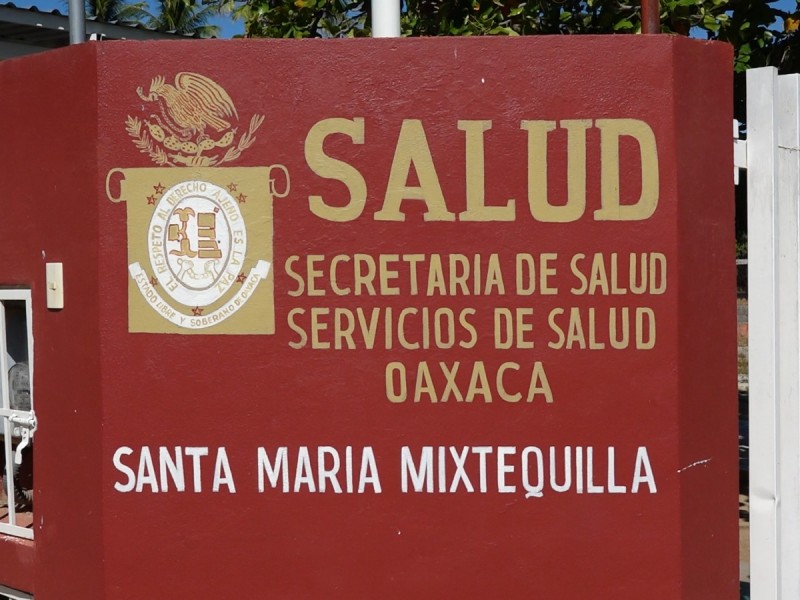 SALUD
EL RESPETO AL DERECHO AJENO ES LA PAZ
ESTADO LIBRE Y SOBERANO DE OAXACA
SECRETARIA DE SALUD
SERVICIOS DE SALUD
OAXACA
SANTA MARIA MIXTEQUILLA